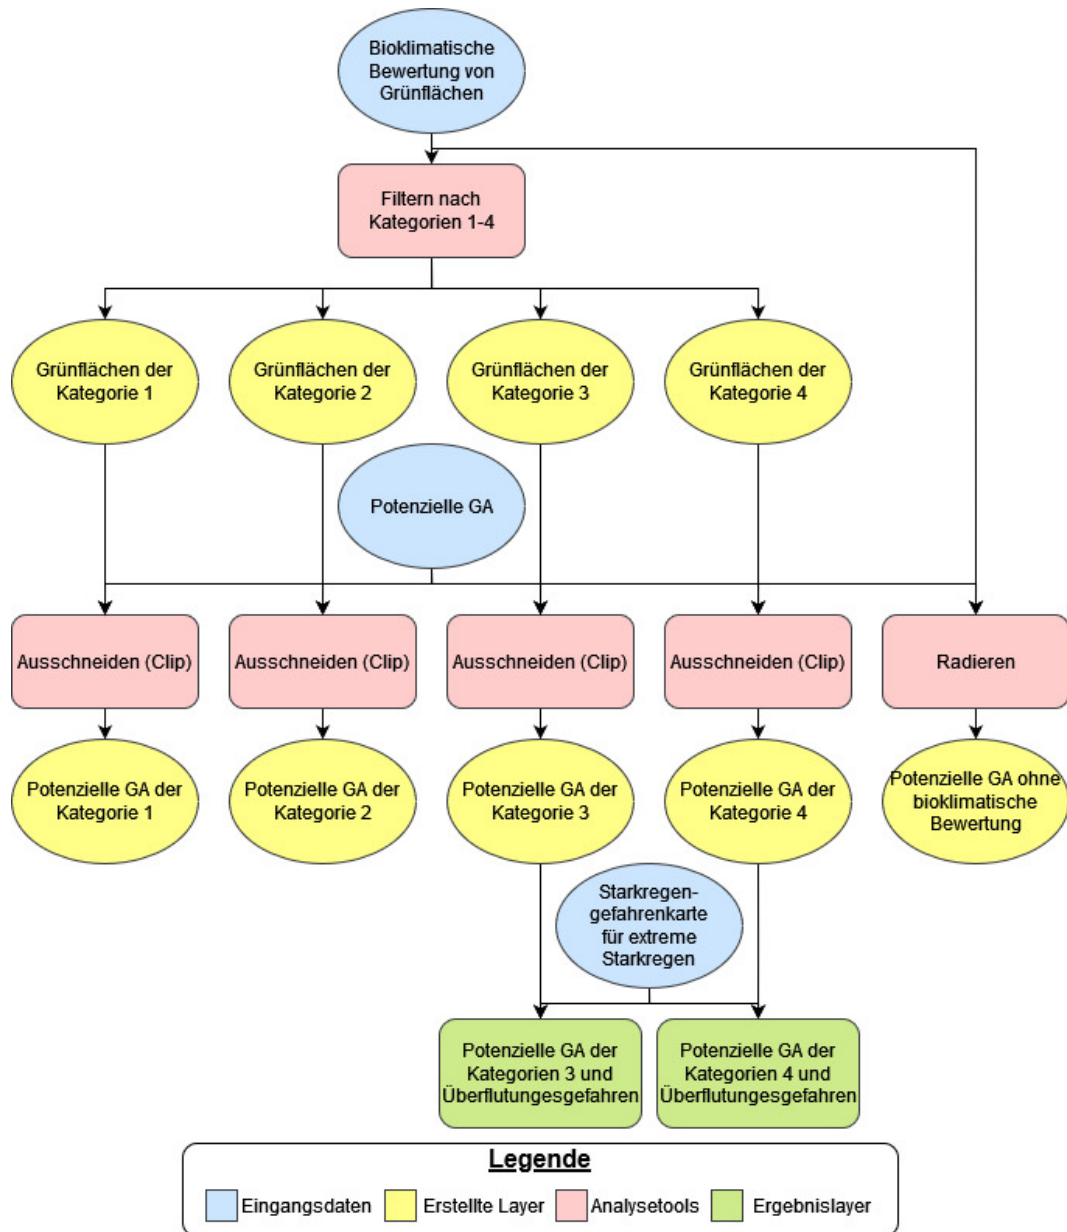 Bioklimatische
Bewertung von
Grünflächen
Filtern nach
Kategorien 1-4
Grünflächen der
Kategorie 1
Grünflächen der
Kategorie 2
Grünflächen der
Kategorie 3
Grünflächen der
Kategorie 4
Potenzielle GA
Ausschneiden (Clip)
Ausschneiden (Clip)
Ausschneiden (Clip)
Ausschneiden (Clip)
Radieren
Potenzielle GA der
Kategorie 1
Potenzielle GA der
Kategorie 2
Potenzielle GA der
Kategorie 3
Potenzielle GA der
Kategorie 4
Potenzielle GA ohne
bioklimatische
Bewertung
Starkregen-
gefahrenkarte
für extreme
Starkregen
Potenzielle GA der
Kategorien 3 und
Überflutungesgefahren
Potenzielle GA der
Kategorien 4 und
Überflutungesgefahren
Legende
Eingangsdaten
Erstellte Layer
Analysetools
Ergebnislayer